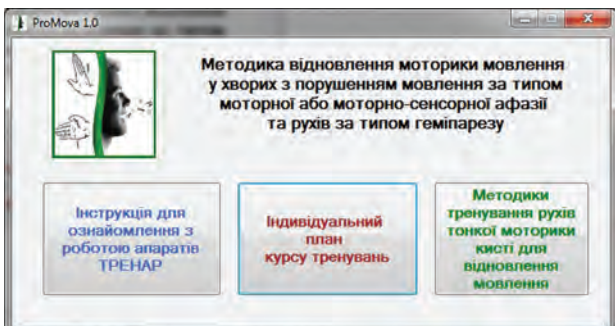 ProMova 1.0
Методика відновлення моторики мовлення
у хворих з порушенням мовлення за типом
моторної або моторно-сенсорної афазії
та рухів за типом геміпарезу
Інструкція для
ознайомлення з
роботою апаратів
ТРЕНАР
Індивідуальний
план
курсу тренувань
Методики
тренування рухів
тонкої моторики
кисті для
відновлення
мовлення